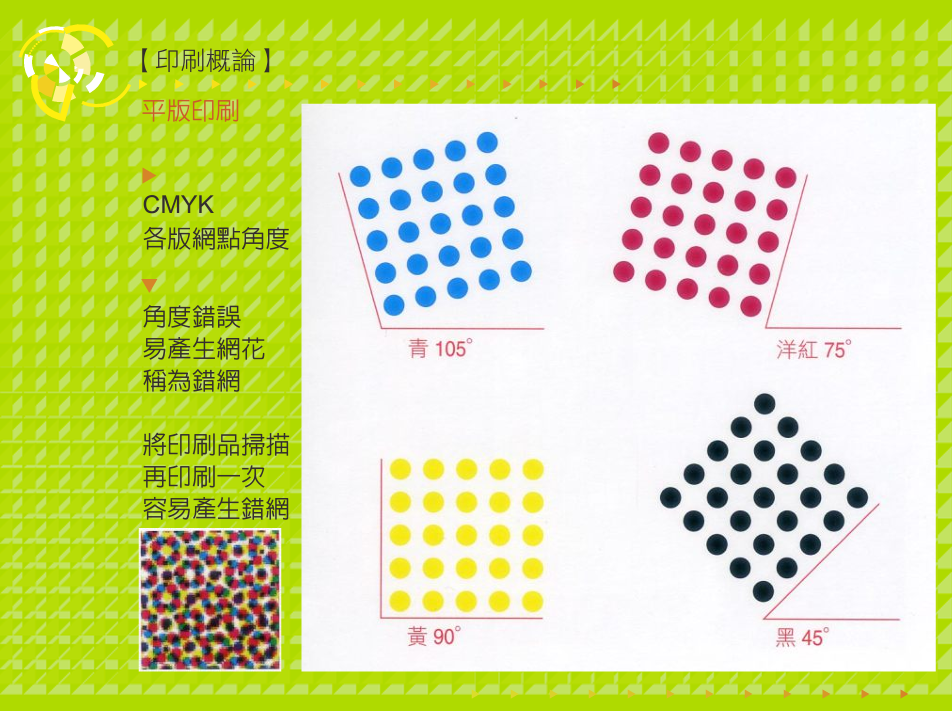 【印刷概論】
平版印刷
CMYK
各版網點角度
角度錯誤
易產生網花
稱為錯網
將印刷品掃描
再印刷一次
容易產生錯網
青 105°
洋紅 75°
黃 90°
黑 45°